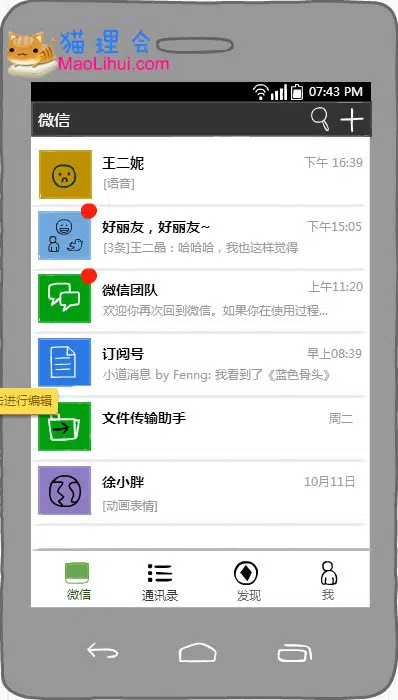 猫理会
MaoLihui.com
07:43 PM
微信
王二妮 下午 16:39
[语音]
好丽友，好丽友~ 下午15:05
[3条]王二晶：哈哈哈，我也这样觉得
微信团队 上午11:20
欢迎你再次回到微信。如果你在使用过程...
订阅号 早上08:39
小道消息 by Fenng: 我看到了《蓝色骨头》
击进行编辑
文件传输助手 周二
徐小胖 10月11日
[动画表情]
微信 通讯录 发现 我